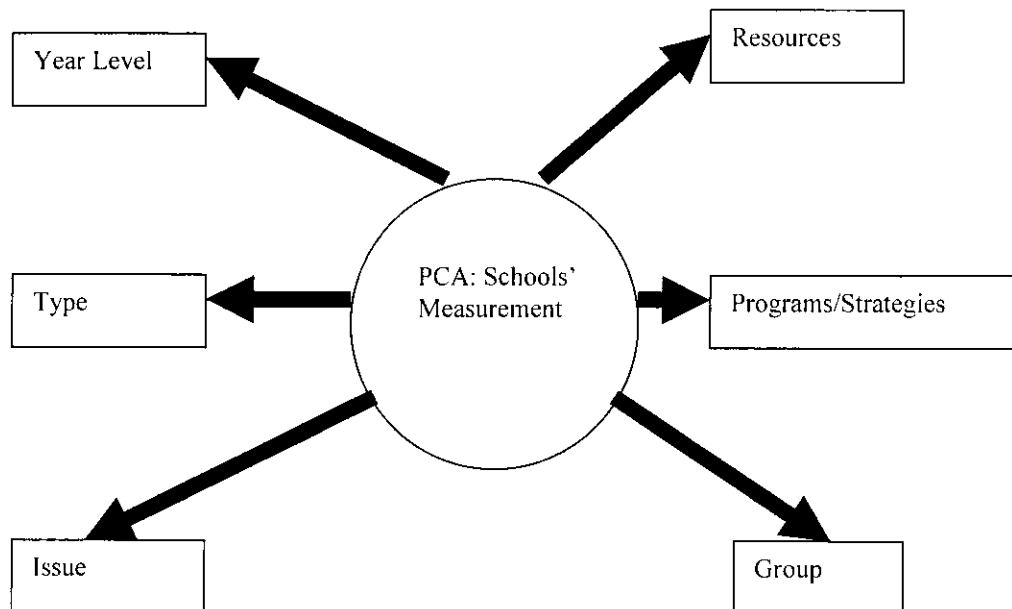 Resources
Year Level
PCA: Schools'
Measurement
Type
Programs/Strategies
Issue
Group